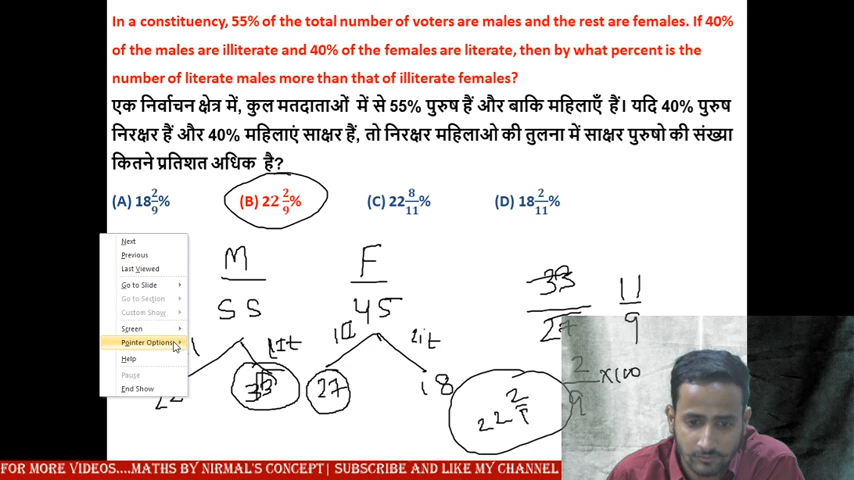 In a constituency, 55% of the total number of voters are males and the rest are females. If 40%
of the males are illiterate and 40% of the females are literate, then by what percent is the
number of literate males more than that of illiterate females?
एक निर्वाचन क्षेत्र में, कुल मतदाताओं में से 55% पुरुष हैं और बाकि महिलाएँ हैं। यदि 40% पुरुष
निरक्षर हैं और 40% महिलाएं साक्षर हैं, तो निरक्षर महिलाओ की तुलना में साक्षर पुरुषो की संख्या
कितने प्रतिशत अधिक है?
(A) 18 2/9% (B) 22 2/9% (C) 22 8/11% (D) 18 2/11%
Next
Previous
Last Viewed
Go to Slide
Go to Section
Custom Show
Screen
Pointer Options
Help
Pause
End Show
M F
55 45
33/27 11/9
lit
Ill lit
22 33 27 18
2/9 ×100
22 2/9
FOR MORE VIDEOS....MATHS BY NIRMAL'S CONCEPT| SUBSCRIBE AND LIKE MY CHANNEL